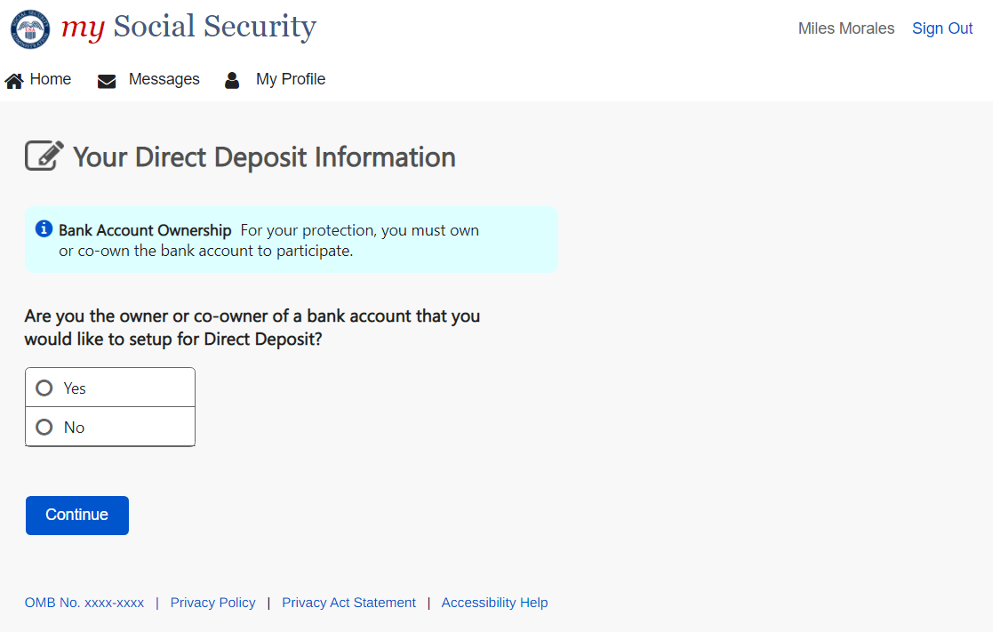 my Social Security
Miles Morales Sign Out
Home Messages My Profile
Your Direct Deposit Information
Bank Account Ownership For your protection, you must own
or co-own the bank account to participate.
Are you the owner or co-owner of a bank account that you
would like to setup for Direct Deposit?
Yes
No
Continue
OMB No. xxxx-xxxx | Privacy Policy | Privacy Act Statement | Accessibility Help